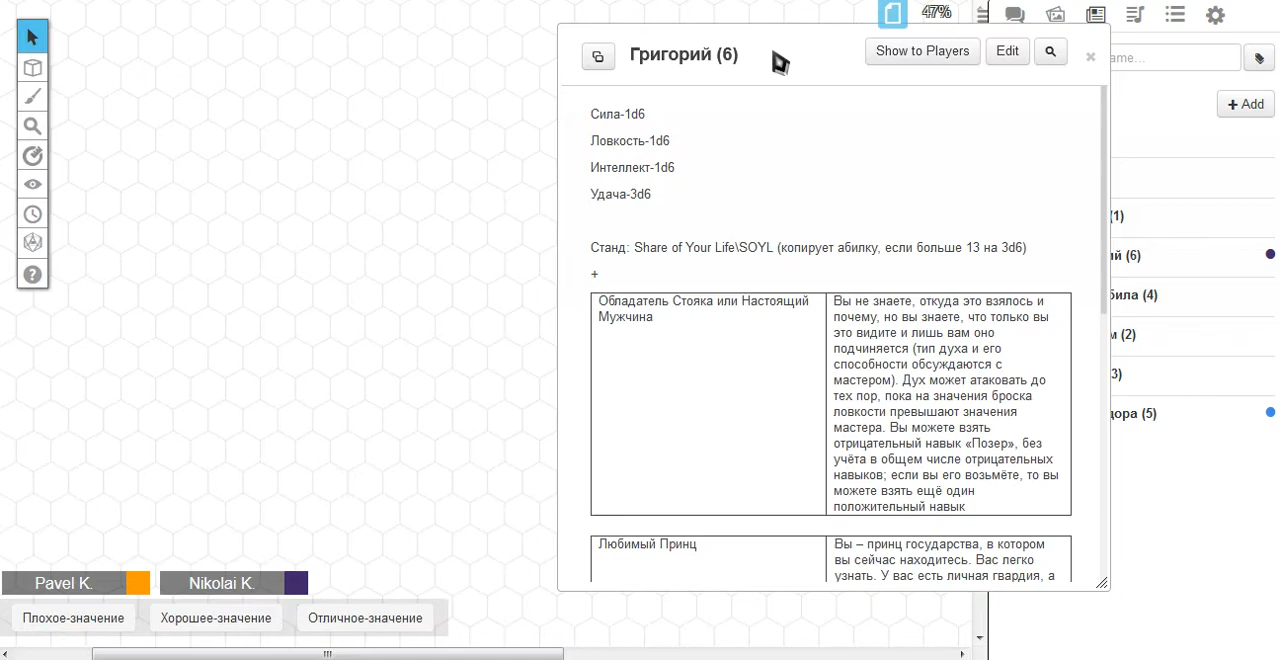 47%
Григорий (6)
Show to Players
Edit
ame...
+ Add
Сила-1d6
Ловкость-1d6
Интеллект-1d6
Удача-3d6
Станд: Share of Your Life\SOYL (копирует абилку, если больше 13 на 3d6)
+
Обладатель Стояка или Настоящий
Мужчина
Вы не знаете, откуда это взялось и
почему, но вы знаете, что только вы
это видите и лишь вам оно
подчиняется (тип духа и его
способности обсуждаются с
мастером). Дух может атаковать до
тех пор, пока на значения броска
ловкости превышают значения
мастера. Вы можете взять
отрицательный навык «Позер», без
учёта в общем числе отрицательных
навыков; если вы его возьмёте, то вы
можете взять ещё один
положительный навык
Любимый Принц
Вы – принц государства, в котором
вы сейчас находитесь. Вас легко
узнать. У вас есть личная гвардия, а
(1)
ий (6)
била (4)
м (2)
3)
дора (5)
Pavel K.
Nikolai K.
Плохое-значение
Хорошее-значение
Отличное-значение